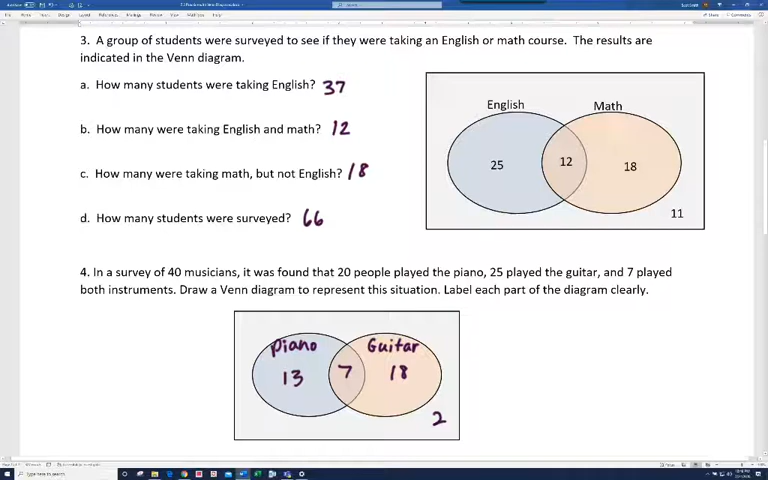 3. A group of students were surveyed to see if they were taking an English or math course. The results are
indicated in the Venn diagram.
a. How many students were taking English? 37
b. How many were taking English and math? 12
c. How many were taking math, but not English? 18
d. How many students were surveyed? 66
English Math
25 12 18
11
4. In a survey of 40 musicians, it was found that 20 people played the piano, 25 played the guitar, and 7 played
both instruments. Draw a Venn diagram to represent this situation. Label each part of the diagram clearly.
Piano Guitar
13 7 18
2